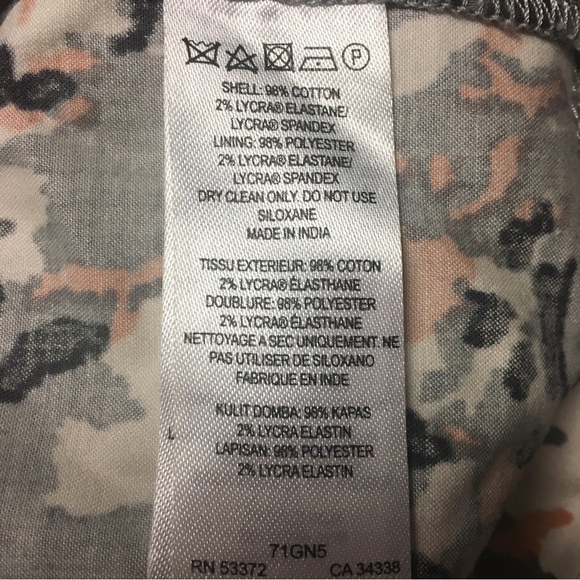 P
SHELL: 98% COTTON
2% LYCRA® ELASTANE/
LYCRA® SPANDEX
LINING: 98% POLYESTER
2% LYCRA® ELASTANE/
LYCRA® SPANDEX
DRY CLEAN ONLY. DO NOT USE
SILOXANE
MADE IN INDIA
TISSU EXTERIEUR: 98% COTON
2% LYCRA® ÉLASTHANE
DOUBLURE: 98% POLYESTER
2% LYCRA® ÉLASTHANE
NETTOYAGE A SEC UNIQUEMENT. NE
PAS UTILISER DE SILOXANO
FABRIQUE EN INDE
KULIT DOMBA: 98% KAPAS
2% LYCRA ELASTIN
LAPISAN: 98% POLYESTER
2% LYCRA ELASTIN
71GN5
RN 53372 CA 34338